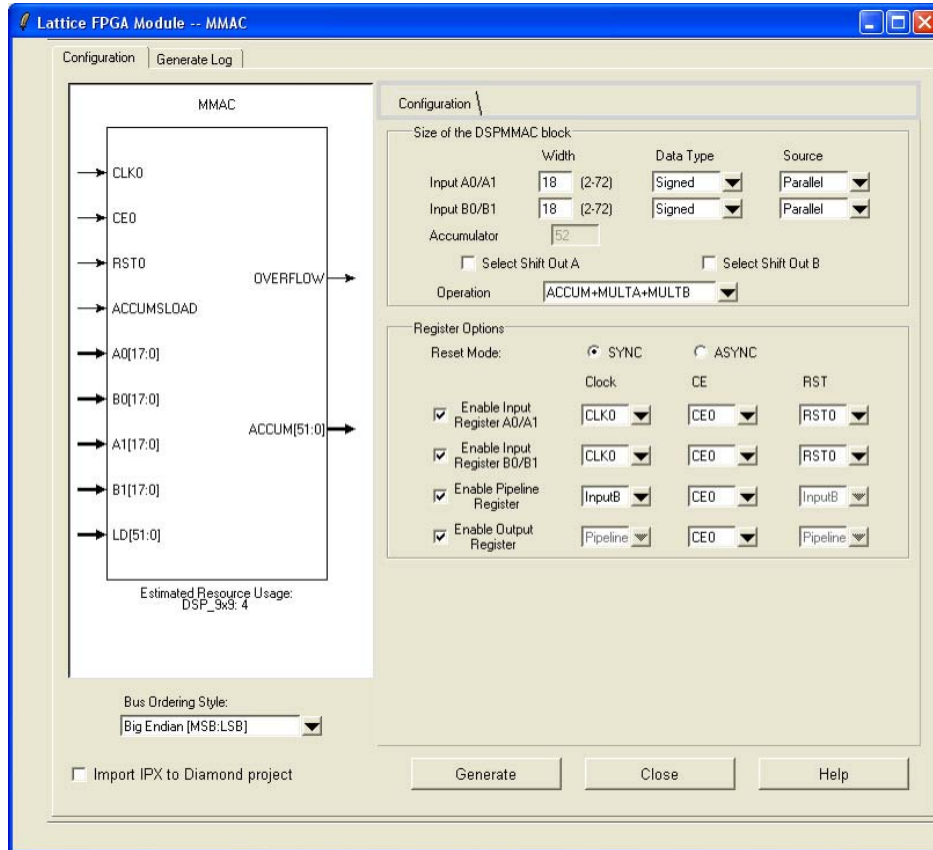 Lattice FPGA Module -- MMAC
Configuration Generate Log
MMAC
CLK0
CE0
RST0
OVERFLOW
ACCUMSLOAD
A0[17:0]
B0[17:0]
ACCUM[51:0]
A1[17:0]
B1[17:0]
LD[51:0]
Estimated Resource Usage:
DSP_9x9: 4
Bus Ordering Style:
Big Endian [MSB:LSB]
Import IPX to Diamond project
Configuration
Size of the DSPMMAC block
Width Data Type Source
Input A0/A1 18 (2-72) Signed Parallel
Input B0/B1 18 (2-72) Signed Parallel
Accumulator 52
Select Shift Out A Select Shift Out B
Operation ACCUM+MULTA+MULTB
Register Options
Reset Mode: SYNC ASYNC
Clock CE RST
Enable Input
Register A0/A1 CLK0 CE0 RST0
Enable Input
Register B0/B1 CLK0 CE0 RST0
Enable Pipeline
Register InputB CE0 InputB
Enable Output
Register Pipeline CE0 Pipeline
Generate Close Help